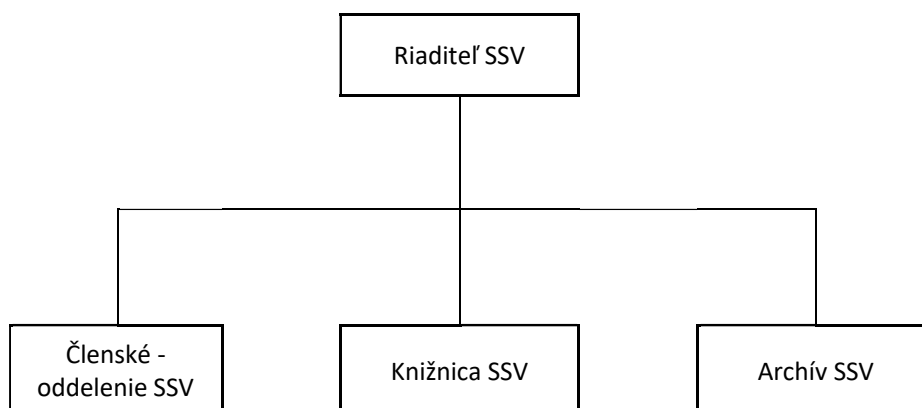 Riaditeľ SSV
Členské -
oddelenie SSV
Knižnica SSV
Archív SSV